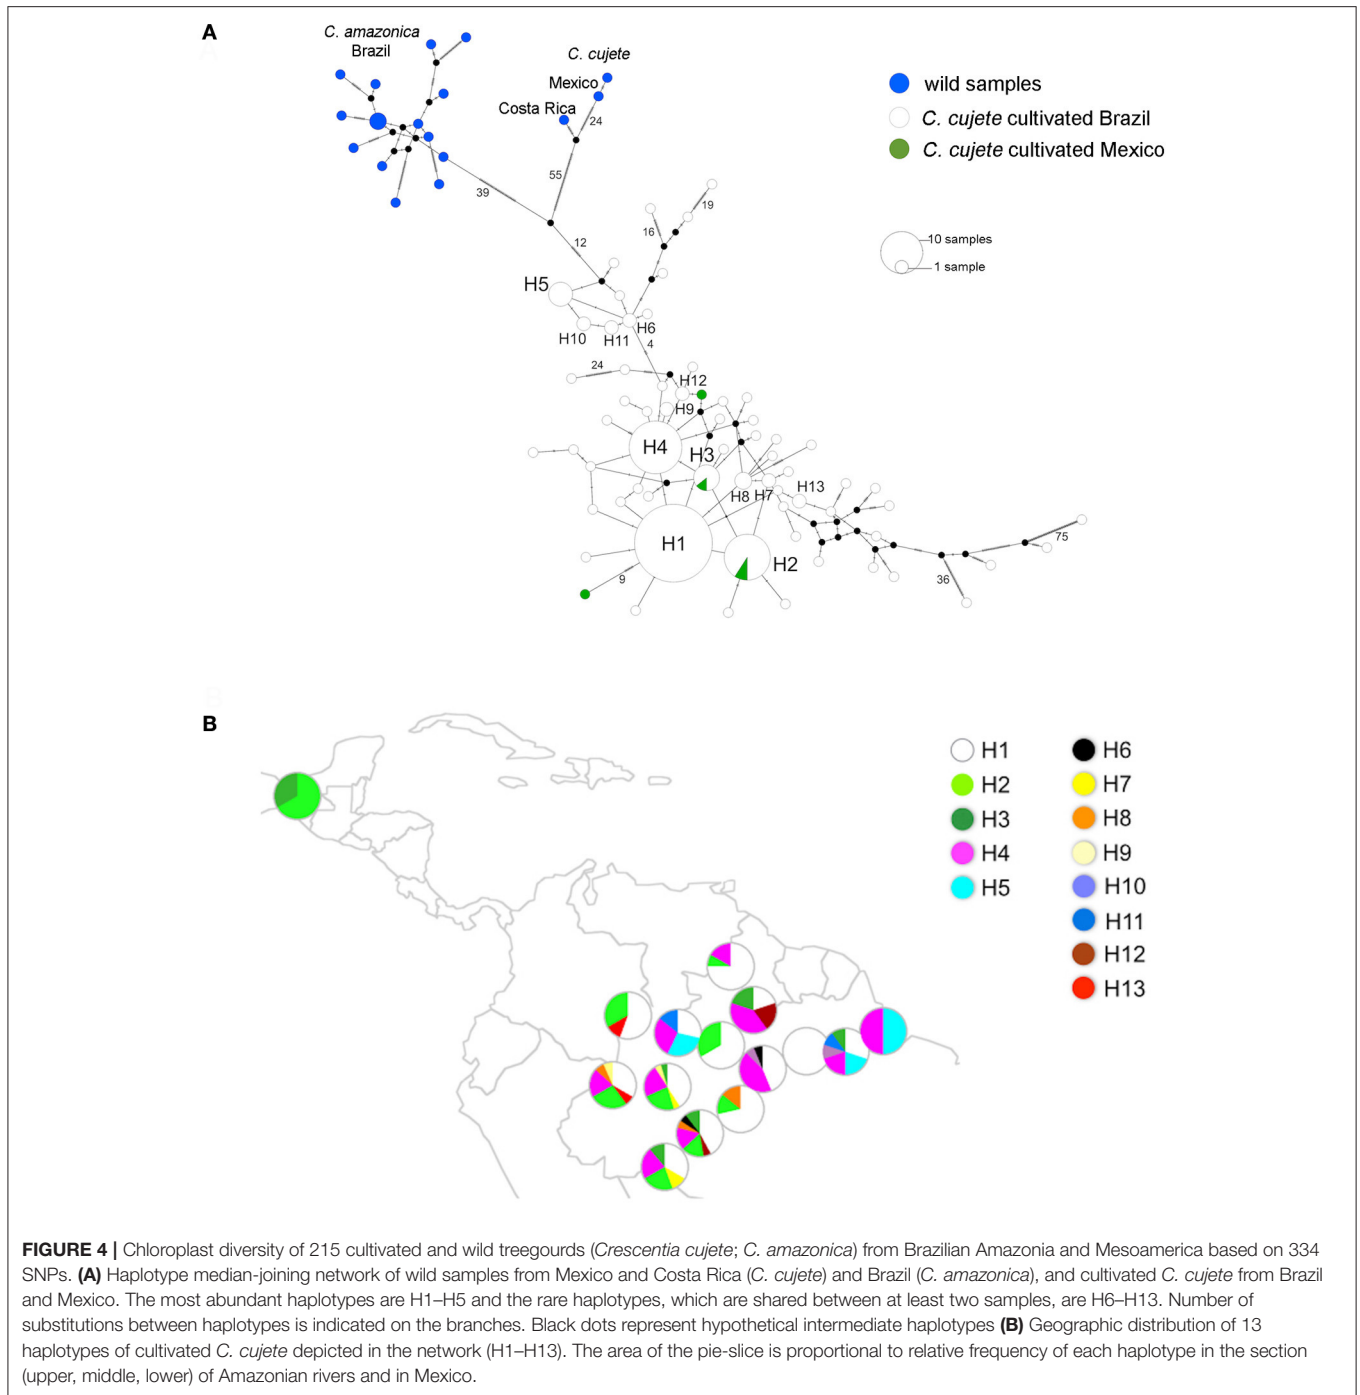 A
C. amazonica
Brazil
C. cujete
Mexico
Costa Rica
24
55
39
12
wild samples
C. cujete cultivated Brazil
C. cujete cultivated Mexico
10 samples
1 sample
19
16
H5
H10
H11
H6
4
24
H12
H9
H4
H3
H8
H7
H13
H1
H2
9
75
36
B
H1
H2
H3
H4
H5
H6
H7
H8
H9
H10
H11
H12
H13
FIGURE 4 | Chloroplast diversity of 215 cultivated and wild treegourds (Crescentia cujete; C. amazonica) from Brazilian Amazonia and Mesoamerica based on 334
SNPs. (A) Haplotype median-joining network of wild samples from Mexico and Costa Rica (C. cujete) and Brazil (C. amazonica), and cultivated C. cujete from Brazil
and Mexico. The most abundant haplotypes are H1–H5 and the rare haplotypes, which are shared between at least two samples, are H6–H13. Number of
substitutions between haplotypes is indicated on the branches. Black dots represent hypothetical intermediate haplotypes (B) Geographic distribution of 13
haplotypes of cultivated C. cujete depicted in the network (H1–H13). The area of the pie-slice is proportional to relative frequency of each haplotype in the section
(upper, middle, lower) of Amazonian rivers and in Mexico.